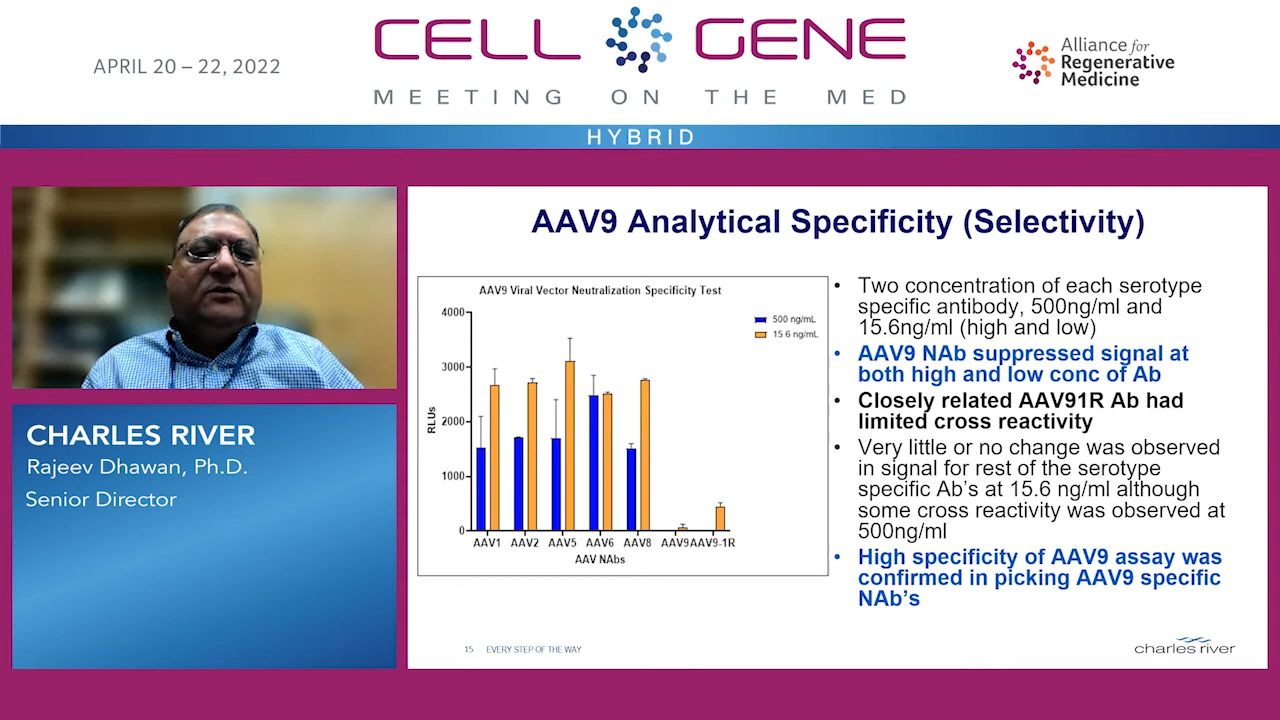 APRIL 20 – 22, 2022
CELL GENE
MEETING ON THE MED
Alliance for
Regenerative
Medicine
HYBRID
CHARLES RIVER
Rajeev Dhawan, Ph.D.
Senior Director
AAV9 Analytical Specificity (Selectivity)
AAV9 Viral Vector Neutralization Specificity Test
500 ng/mL
15.6 ng/mL
4000
3000
2000
1000
0
RLUs
AAV1 AAV2 AAV5 AAV6 AAV8 AAV9 AAV9-1R
AAV NAbs
• Two concentration of each serotype
specific antibody, 500ng/ml and
15.6ng/ml (high and low)
• AAV9 NAb suppressed signal at
both high and low conc of Ab
• Closely related AAV91R Ab had
limited cross reactivity
• Very little or no change was observed
in signal for rest of the serotype
specific Ab's at 15.6 ng/ml although
some cross reactivity was observed at
500ng/ml
• High specificity of AAV9 assay was
confirmed in picking AAV9 specific
NAb's
15 EVERY STEP OF THE WAY
charles river